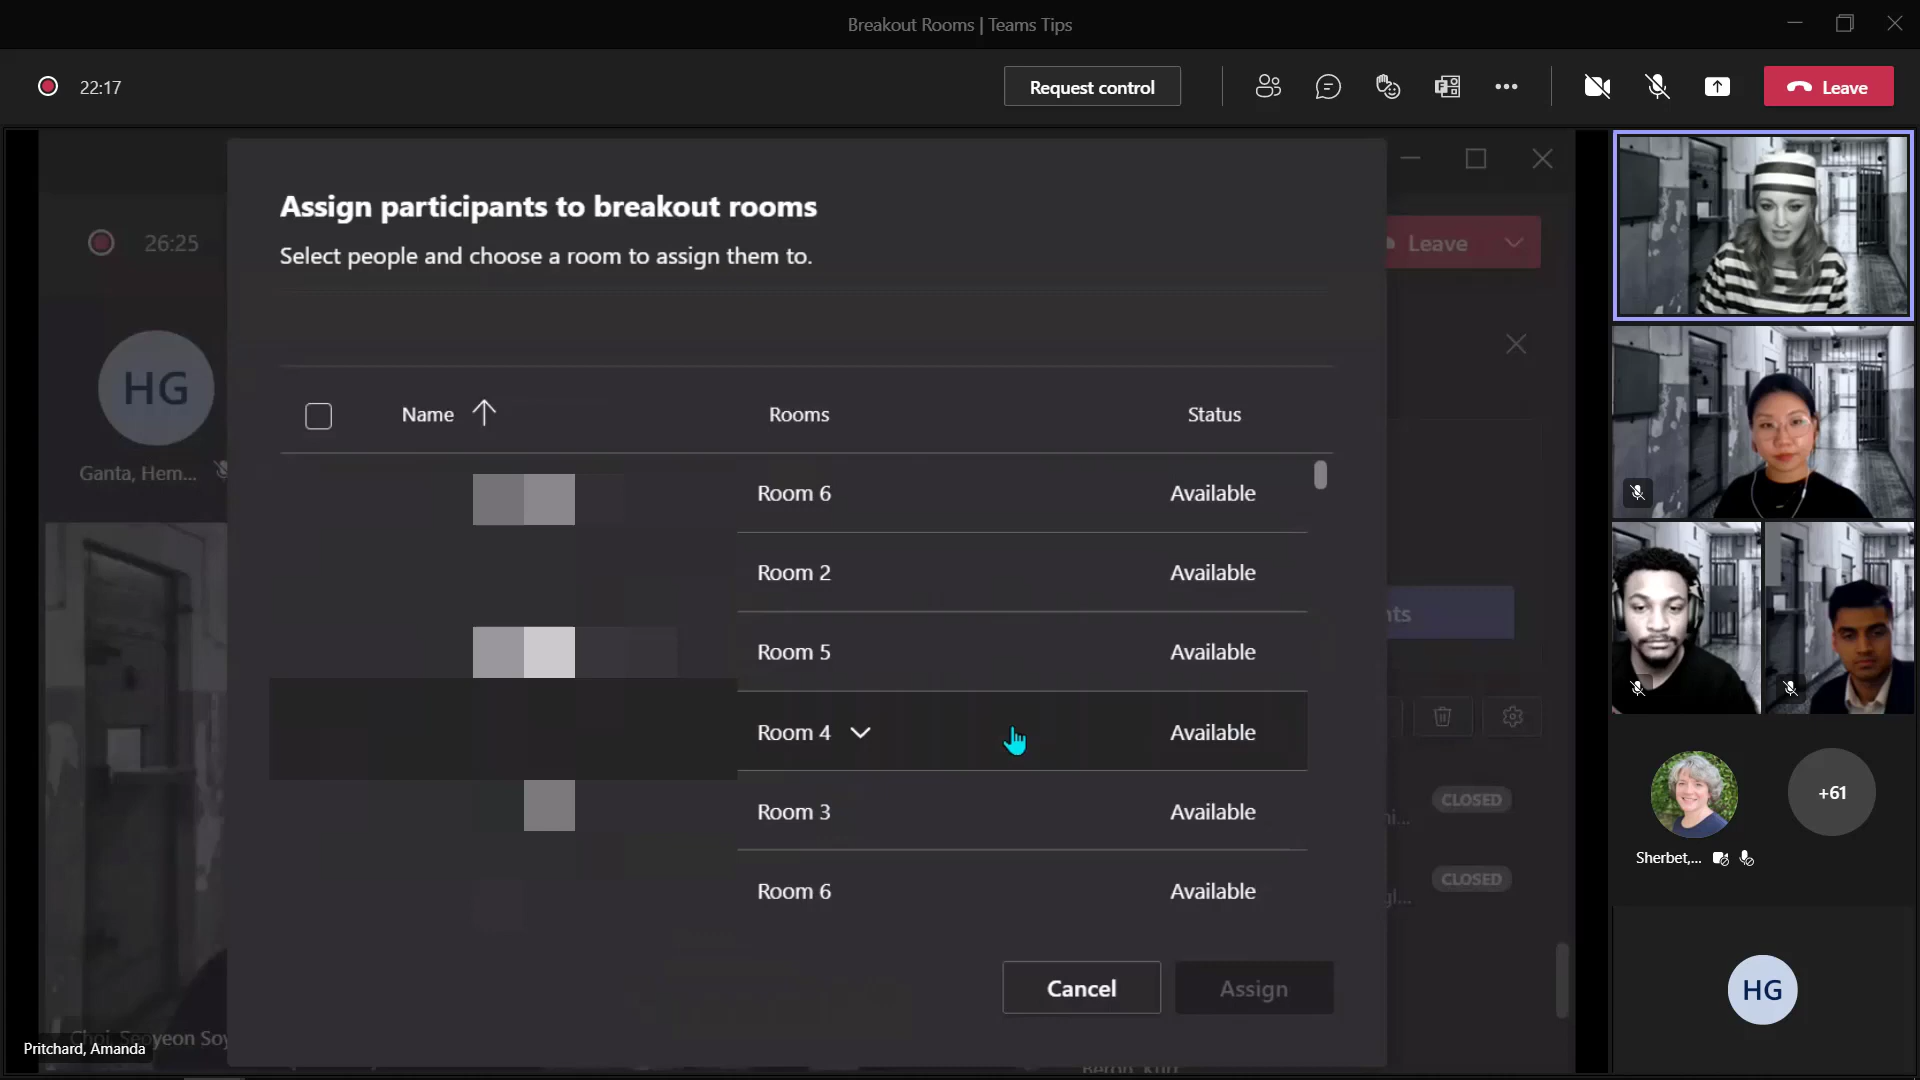 Breakout Rooms | Teams Tips
22:17
Request control
Leave
Assign participants to breakout rooms
Select people and choose a room to assign them to.
26:25
Leave
HG
Ganta, Hem...
Name
Rooms
Status
Room 6
Available
Room 2
Available
Room 5
Available
Room 4
Available
Room 3
Available
Room 6
Available
CLOSED
CLOSED
Cancel
Assign
Choi, Seoyeon Soy
Pritchard, Amanda
+61
Sherbet,...
HG